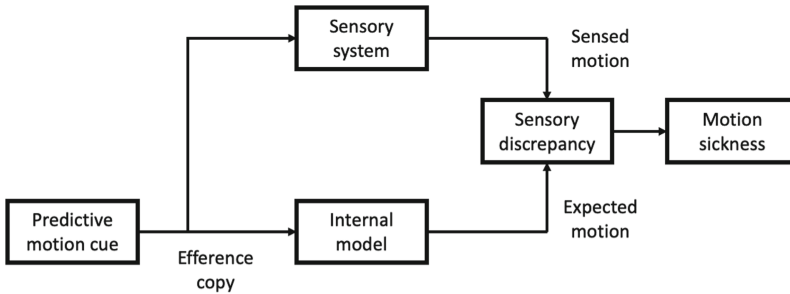 Sensory
system
Sensed
motion
Sensory
discrepancy
Motion
sickness
Predictive
motion cue
Efference
copy
Internal
model
Expected
motion